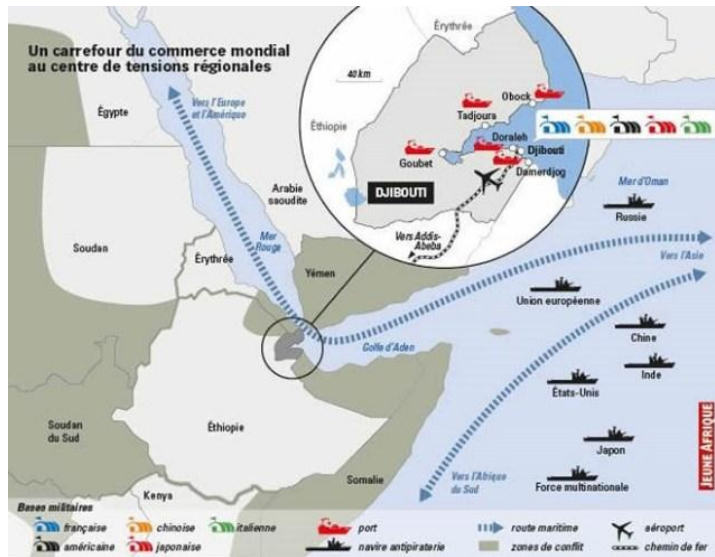 Un carrefour du commerce mondial
au centre de tensions régionales
Érythrée
40 km
Obock
Tadjoura
Éthiopie
Doraleh
Djibouti
Goubet
Damerdjog
DJIBOUTI
Vers Addis-
Abeba
Vers l'Europe
et l'Amérique
Égypte
Arabie
saoudite
Mer d'Oman
Russie
Soudan
Mer
Rouge
Érythrée
Yémen
Vers l'Asie
Union européenne
Golfe d'Aden
Chine
Inde
États-Unis
Soudan
du Sud
Éthiopie
Japon
Somalie
Vers l'Afrique
du Sud
Force multinationale
Kenya
JEUNE AFRIQUE
Bases militaires
française
chinoise
italienne
port
route maritime
aéroport
américaine
japonaise
navire antipiraterie
zones de conflit
chemin de fer